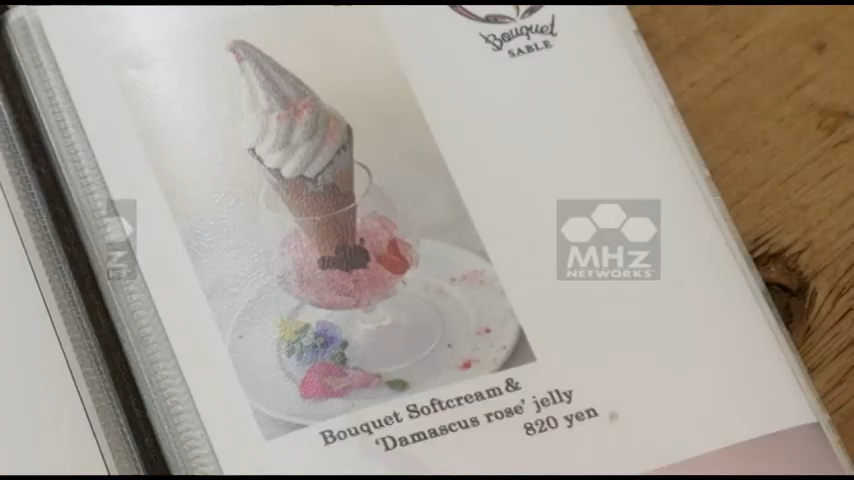 Bouquet
SABLE
MHz
NETWORKS
Bouquet Softcream &
'Damascus rose' jelly
820 yen